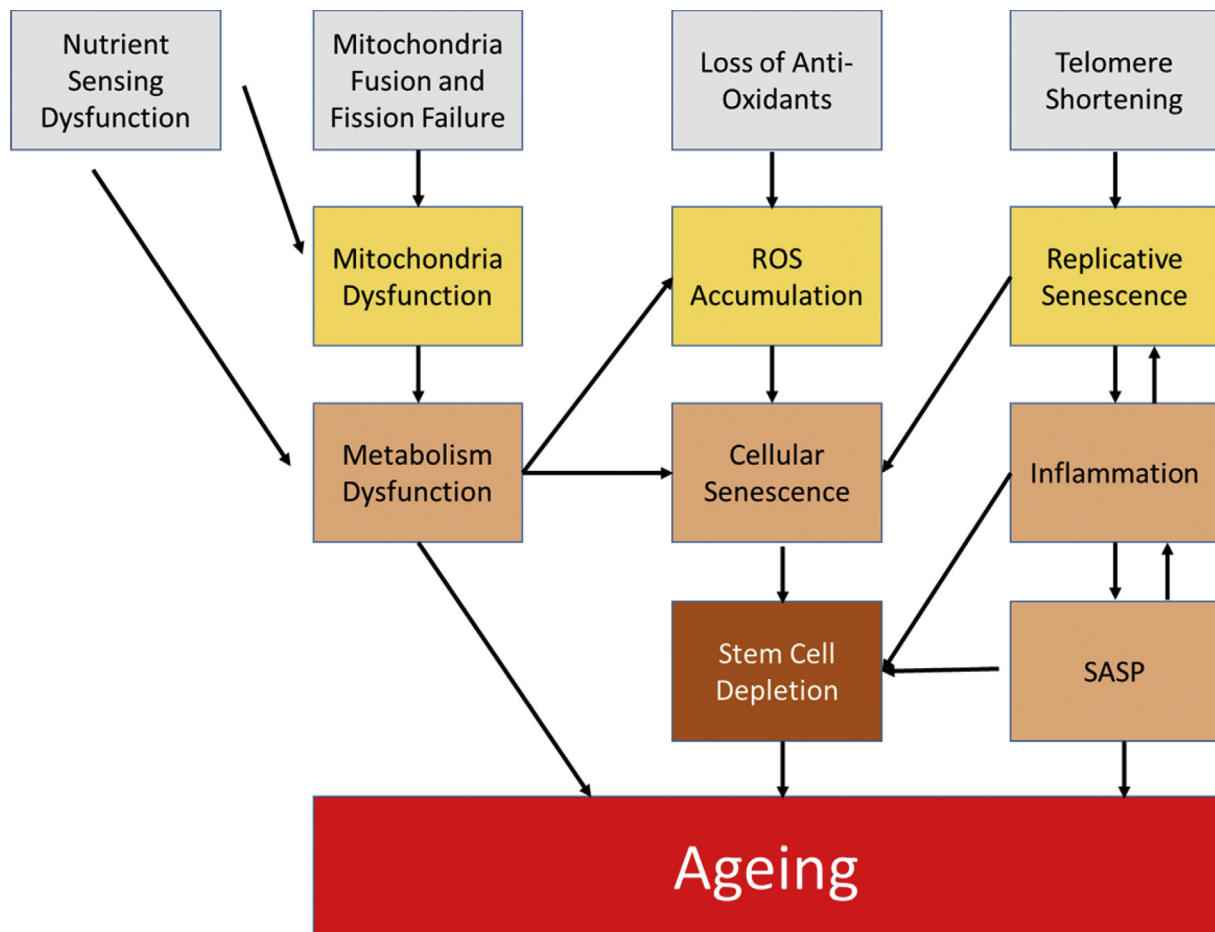 Nutrient
Sensing
Dysfunction
Mitochondria
Fusion and
Fission Failure
Loss of Anti-
Oxidants
Telomere
Shortening
Mitochondria
Dysfunction
ROS
Accumulation
Replicative
Senescence
Metabolism
Dysfunction
Cellular
Senescence
Inflammation
Stem Cell
Depletion
SASP
Ageing